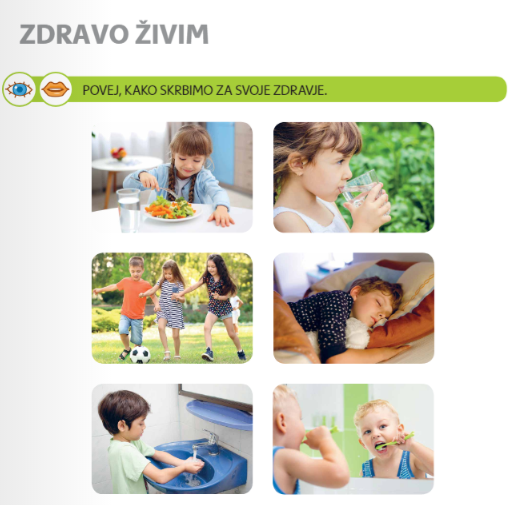 ZDRAVO ŽIVIM
POVEJ, KAKO SKRBIMO ZA SVOJE ZDRAVJE.